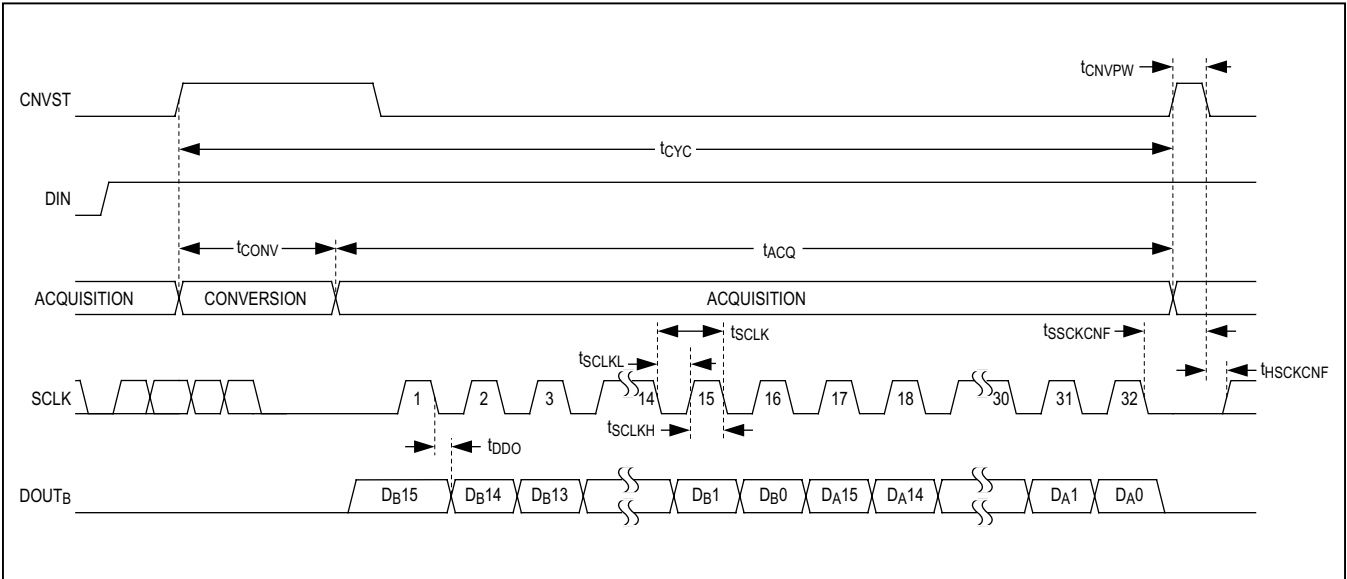 tCNVPW
CNVST
tCYC
DIN
tCONV tACQ
ACQUISITION CONVERSION ACQUISITION
tSCLK tSSCKCNF
tSCLKL tHSCKCNF
SCLK 1 2 3 14 15 16 17 18 30 31 32
tSCLKH
tDDO
DOUTB DB15 DB14 DB13 DB1 DB0 DA15 DA14 DA1 DA0